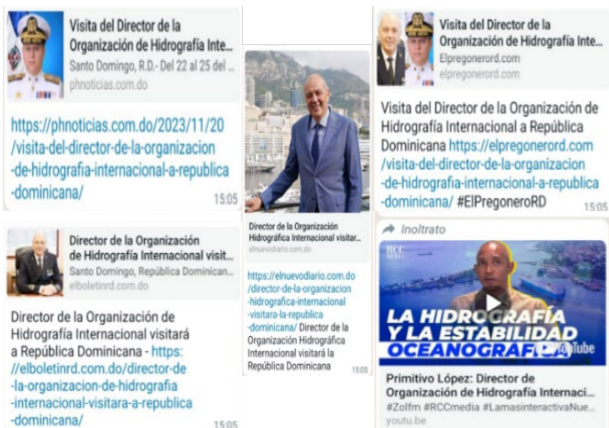 Visita del Director de la
Organización de Hidrografía Inte...
Santo Domingo, R.D.- Del 22 al 25 del ...
phnoticias.com.do
https://phnoticias.com.do/2023/11/20
/visita-del-director-de-la-organizacion
-de-hidrografia-internacional-a-republica
-dominicana/
15:05
Director de la Organización
de Hidrografía Internacional visit...
Santo Domingo, República Dominican...
elboletinrd.com.do
Director de la Organización de
Hidrografía Internacional visitará
a República Dominicana - https:
//elboletinrd.com.do/director-de
-la-organizacion-de-hidrografia
-internacional-visitara-a-republica
-dominicana/
15:05
Director de la Organización
Hidrográfica Internacional visitar...
elnuevodiario.com.do
https://elnuevodiario.com.do
/director-de-la-organizacion
-hidrografica-internacional
-visitara-la-republica
-dominicana/ Director de la
Organización Hidrográfica
Internacional visitará la
República Dominicana
15:05
Visita del Director de la
Organización de Hidrografía Inte...
Elpregonerord.com
elpregonerord.com
Visita del Director de la Organización de
Hidrografía Internacional a República
Dominicana https://elpregonerord.com
/visita-del-director-de-la-organizacion
-de-hidrografia-internacional-a-republica
-dominicana/ #ElPregoneroRD
15:05
Inoltrato
RCC
MEDIA
LA HIDROGRAFÍA
Y LA ESTABILIDAD
OCEANOGRAF
YouTube
Primitivo López: Director de
Organización de Hidrografía Internaci...
#Zolfm #RCCmedia #LamasinteractivaNue...
youtu.be